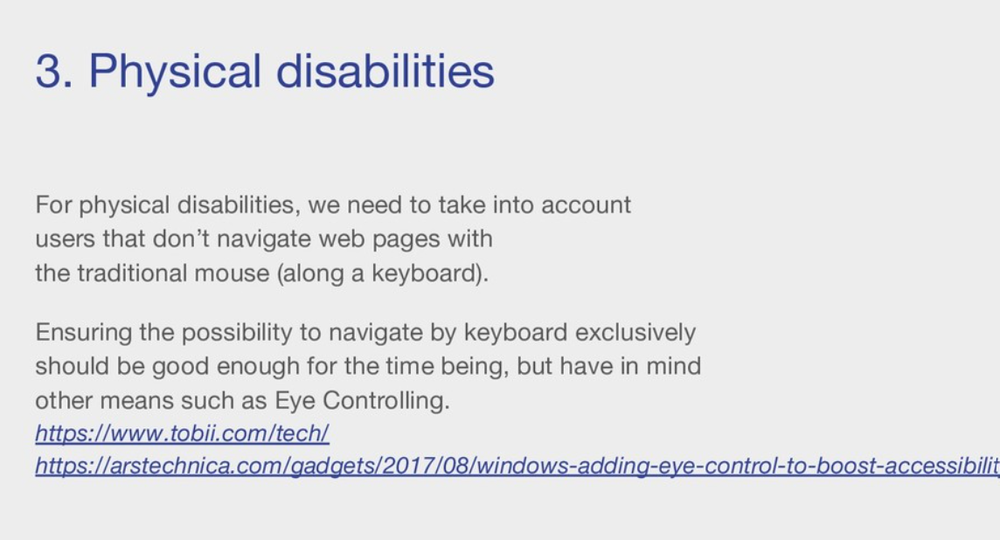 3. Physical disabilities
For physical disabilities, we need to take into account
users that don’t navigate web pages with
the traditional mouse (along a keyboard).
Ensuring the possibility to navigate by keyboard exclusively
should be good enough for the time being, but have in mind
other means such as Eye Controlling.
https://www.tobii.com/tech/
https://arstechnica.com/gadgets/2017/08/windows-adding-eye-control-to-boost-accessibilit